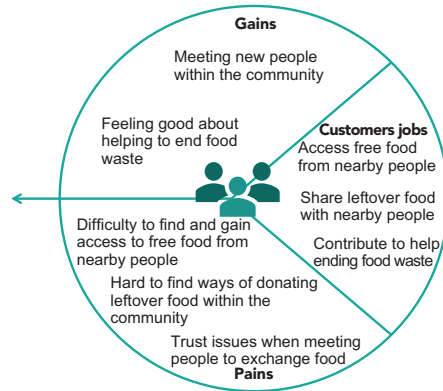 Gains
Meeting new people
within the community
Feeling good about
helping to end food
waste
Customers jobs
Access free food
from nearby people
Share leftover food
with nearby people
Contribute to help
ending food waste
Difficulty to find and gain
access to free food from
nearby people
Hard to find ways of donating
leftover food within the
community
Trust issues when meeting
people to exchange food
Pains